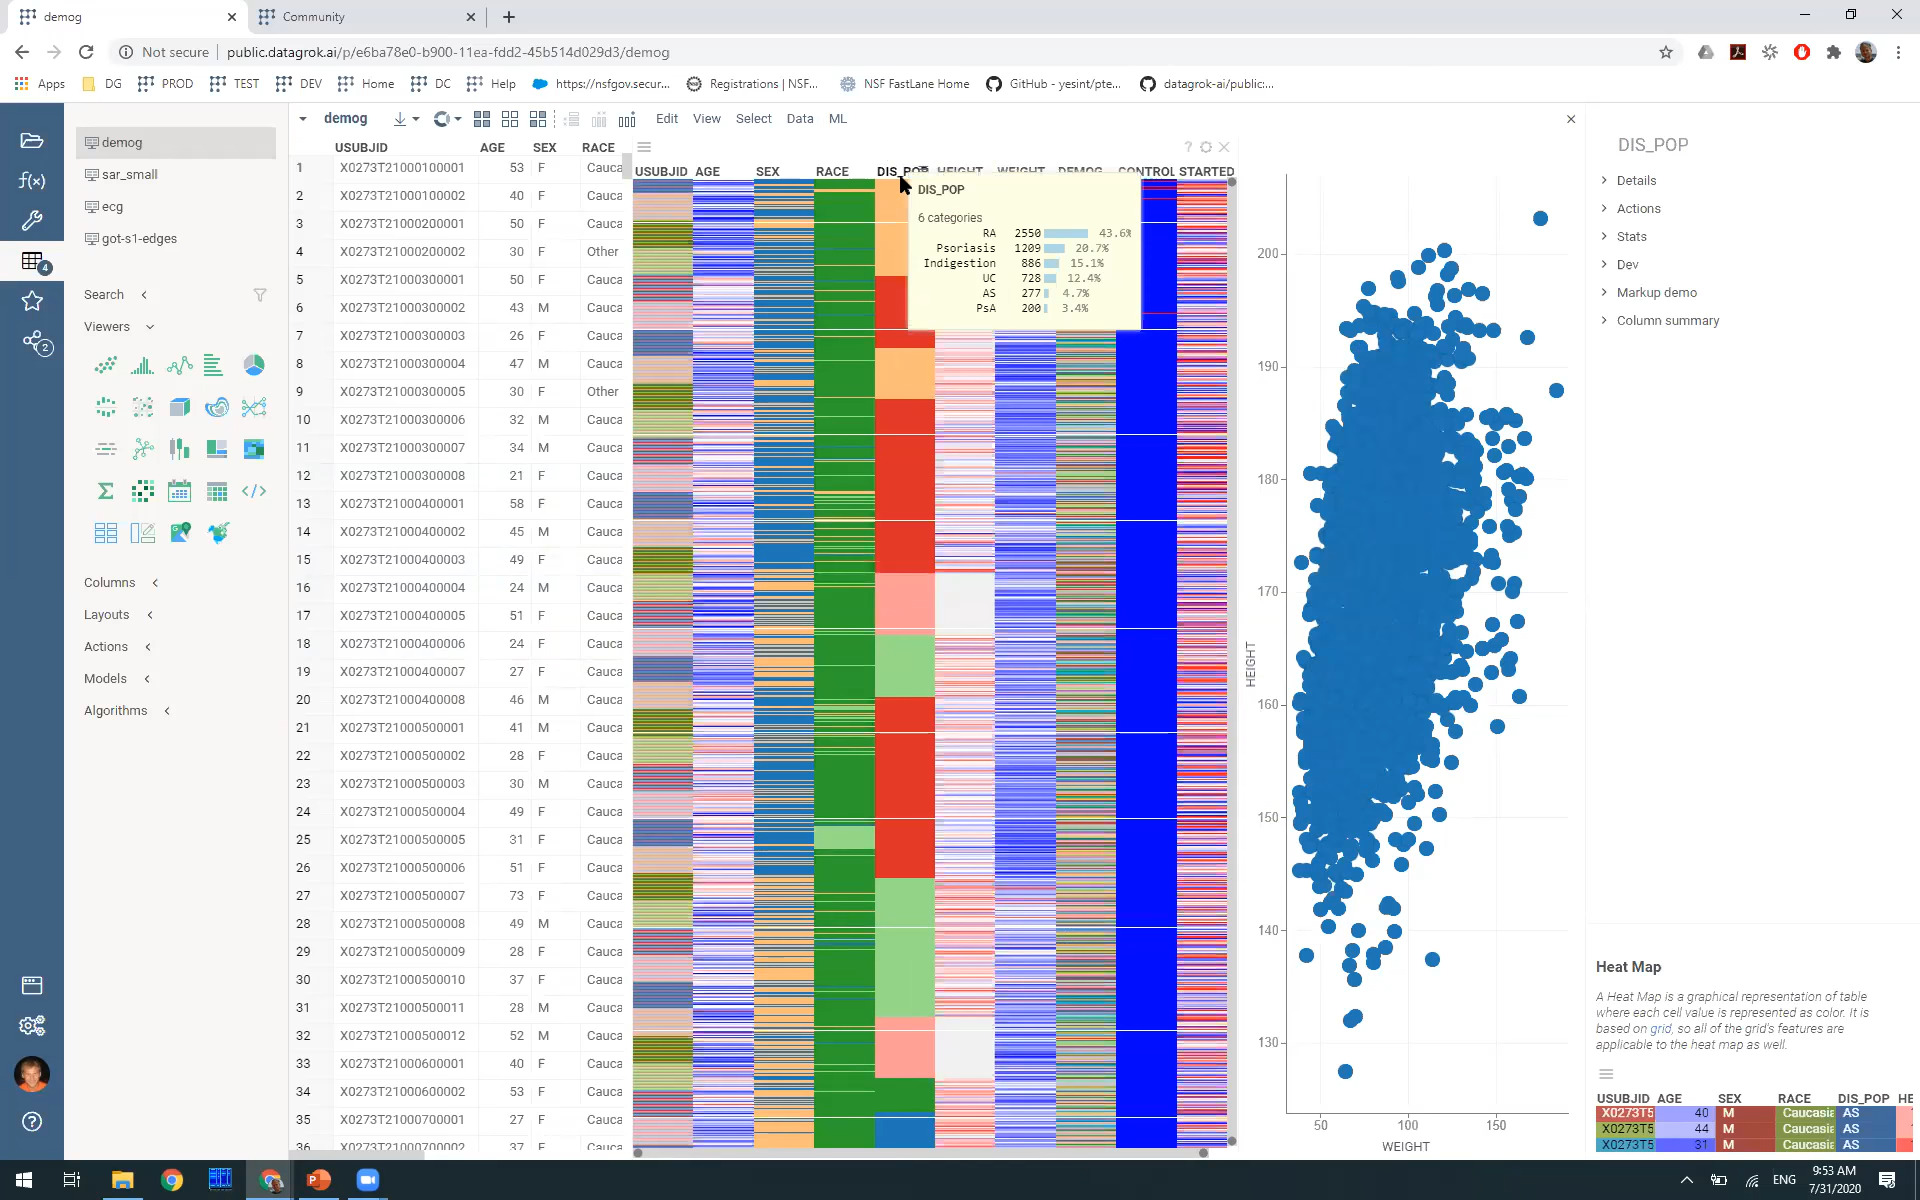 demog
Community
Not secure
public.datagrok.ai/p/e6ba78e0-b900-11ea-fdd2-45b514d029d3/demog
Apps DG PROD TEST DEV Home DC Help https://nsfgov.secur... Registrations | NSF... NSF FastLane Home GitHub - yesint/pte... datagrok-ai/public:...
demog
sar_small
ecg
got-s1-edges
4
2
Search
Viewers
Columns
Layouts
Actions
Models
Algorithms
demog Edit View Select Data ML
USUBJID AGE SEX RACE
1 X0273T21000100001 53 F Cauca
2 X0273T21000100002 40 F Cauca
3 X0273T21000200001 50 F Cauca
4 X0273T21000200002 30 F Other
5 X0273T21000300001 50 F Cauca
6 X0273T21000300002 43 M Cauca
7 X0273T21000300003 26 F Cauca
8 X0273T21000300004 47 M Cauca
9 X0273T21000300005 30 F Other
10 X0273T21000300006 32 M Cauca
11 X0273T21000300007 34 M Cauca
12 X0273T21000300008 21 F Cauca
13 X0273T21000400001 58 F Cauca
14 X0273T21000400002 45 M Cauca
15 X0273T21000400003 49 F Cauca
16 X0273T21000400004 24 M Cauca
17 X0273T21000400005 51 F Cauca
18 X0273T21000400006 24 F Cauca
19 X0273T21000400007 27 F Cauca
20 X0273T21000400008 46 M Cauca
21 X0273T21000500001 41 M Cauca
22 X0273T21000500002 28 F Cauca
23 X0273T21000500003 30 M Cauca
24 X0273T21000500004 49 F Cauca
25 X0273T21000500005 31 F Cauca
26 X0273T21000500006 51 F Cauca
27 X0273T21000500007 73 F Cauca
28 X0273T21000500008 49 M Cauca
29 X0273T21000500009 28 F Cauca
30 X0273T21000500010 37 F Cauca
31 X0273T21000500011 28 M Cauca
32 X0273T21000500012 52 M Cauca
33 X0273T21000600001 40 F Cauca
34 X0273T21000600002 53 F Cauca
35 X0273T21000700001 27 F Cauca
36 X0273T21000700002 37 F Cauca
USUBJID AGE SEX RACE DIS_POP HEIGHT WEIGHT DEMOG CONTROL STARTED
DIS_POP
6 categories
RA 2550 43.6%
Psoriasis 1209 20.7%
Indigestion 886 15.1%
UC 728 12.4%
AS 277 4.7%
PsA 200 3.4%
200
190
180
170
160
150
140
130
HEIGHT
50 100 150
WEIGHT
DIS_POP
Details
Actions
Stats
Dev
Markup demo
Column summary
Heat Map
A Heat Map is a graphical representation of table
where each cell value is represented as color. It is
based on grid, so all of the grid's features are
applicable to the heat map as well.
USUBJID AGE SEX RACE DIS_POP HE
X0273T5 40 M Caucasia AS
X0273T5 44 M Caucasia AS
X0273T5 31 M Caucasia AS
ENG
9:53 AM
7/31/2020